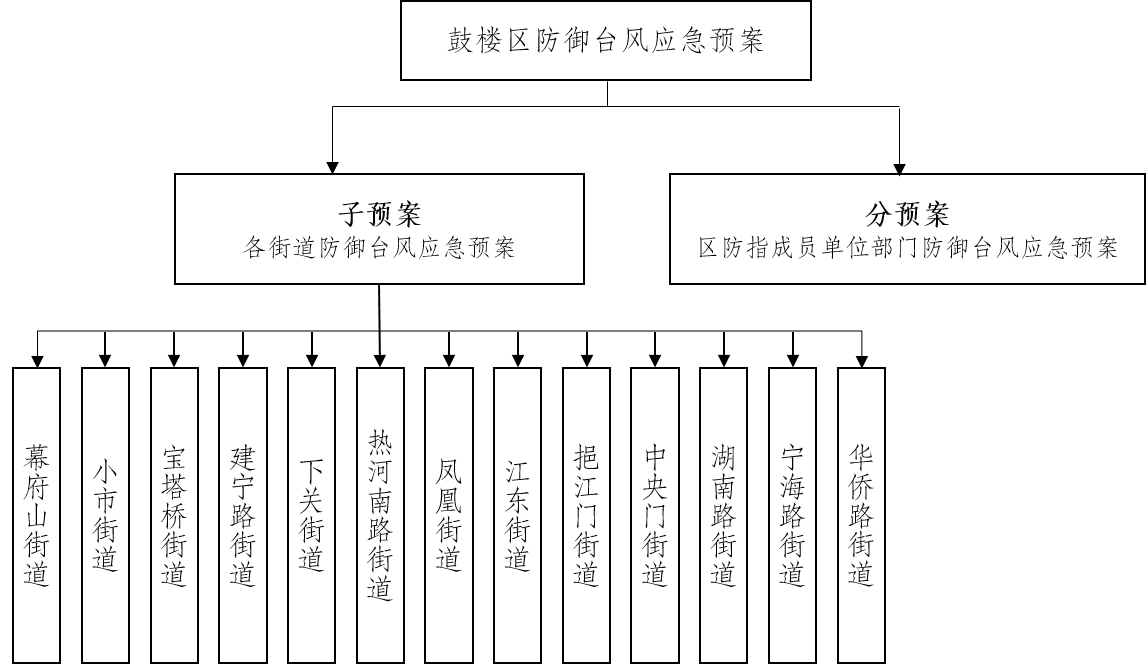 鼓楼区防御台风应急预案
子预案
各街道防御台风应急预案
分预案
区防指成员单位部门防御台风应急预案
幕府山街道
小市街道
宝塔桥街道
建宁路街道
下关街道
热河南路街道
凤凰街道
江东街道
挹江门街道
中央门街道
湖南路街道
宁海路街道
华侨路街道